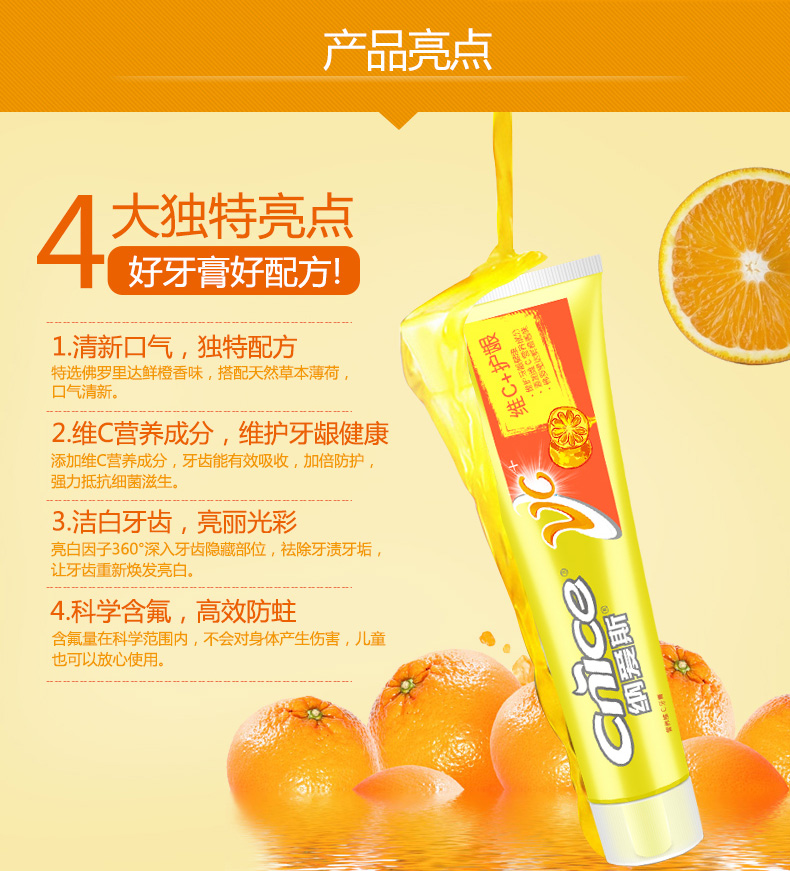 产品亮点
4大独特亮点
好牙膏好配方!
1.清新口气，独特配方
特选佛罗里达鲜橙香味，搭配天然草本薄荷，
口气清新。
2.维C营养成分，维护牙龈健康
添加维C营养成分，牙齿能有效吸收，加倍防护，
强力抵抗细菌滋生。
3.洁白牙齿，亮丽光彩
亮白因子360°深入牙齿隐藏部位，祛除牙渍牙垢，
让牙齿重新焕发亮白。
4.科学含氟，高效防蛀
含氟量在科学范围内，不会对身体产生伤害，儿童
也可以放心使用。
维C+护龈
Vc+
cnice®
纳爱斯®
营养维C牙膏